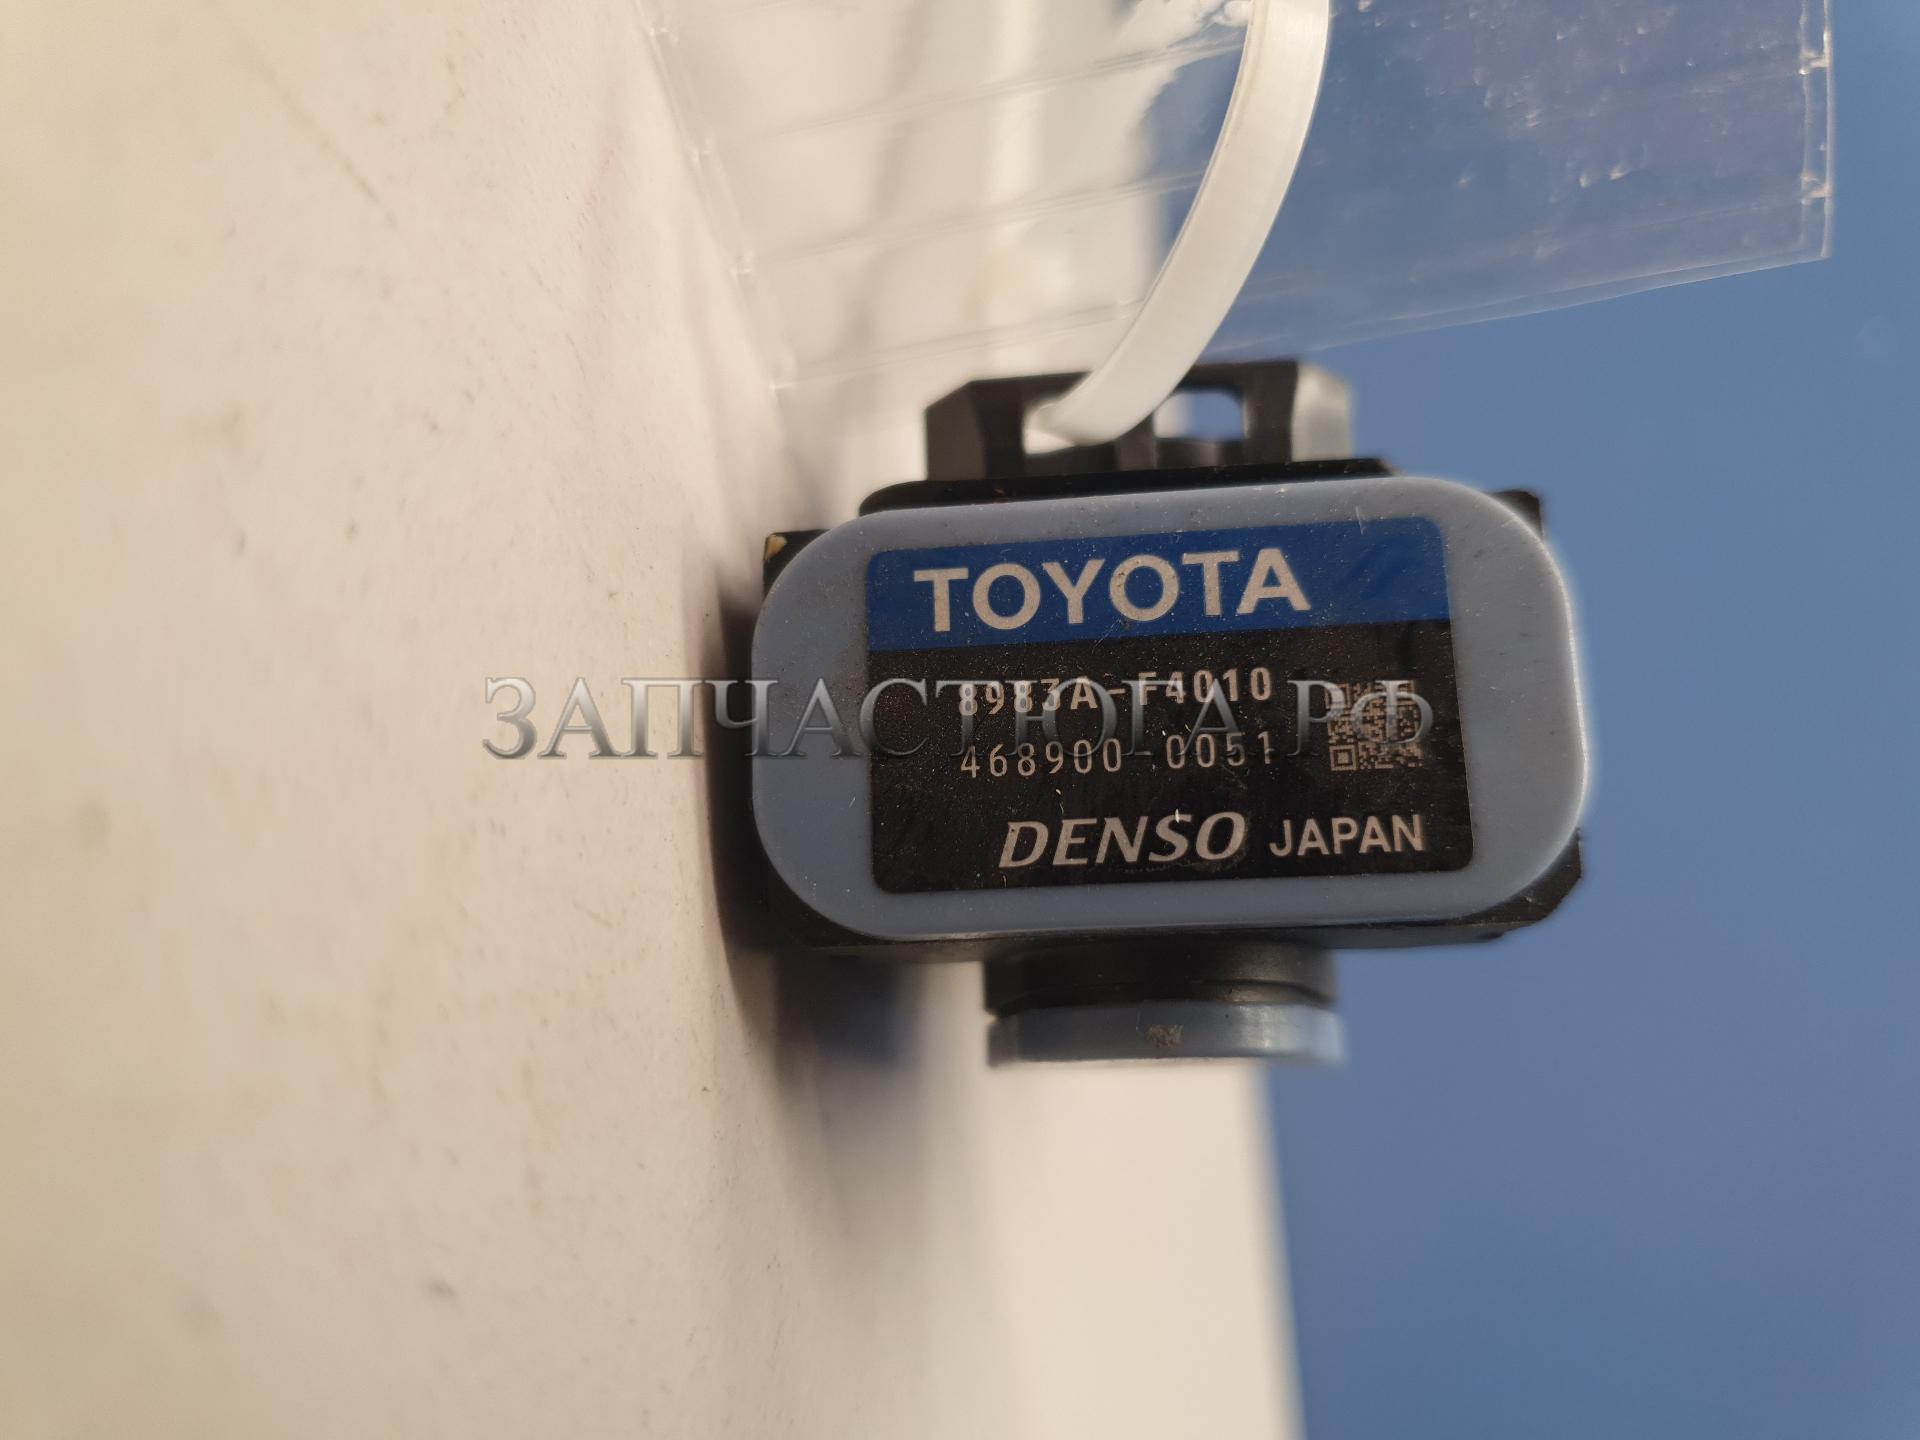 TOYOTA
8983A-F4010
ЗАПЧАСТЮГА.РФ
468900-0051
DENSO JAPAN